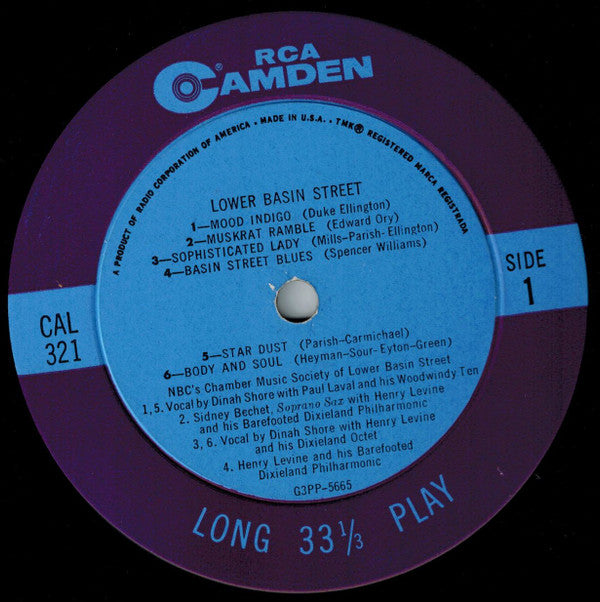 RCA
CAMDEN
®
A PRODUCT OF RADIO CORPORATION OF AMERICA • MADE IN U.S.A. • TMK® REGISTERED MARCA REGISTRADA
LOWER BASIN STREET
1—MOOD INDIGO (Duke Ellington)
2—MUSKRAT RAMBLE (Edward Ory)
3—SOPHISTICATED LADY (Mills-Parish-Ellington)
4—BASIN STREET BLUES (Spencer Williams)
CAL
321
SIDE
1
5—STAR DUST (Parish-Carmichael)
6—BODY AND SOUL (Heyman-Sour-Eyton-Green)
NBC's Chamber Music Society of Lower Basin Street
1, 5. Vocal by Dinah Shore with Paul Laval and his Woodwindy Ten
2. Sidney Bechet, Soprano Sax with Henry Levine
and his Barefooted Dixieland Philharmonic
3, 6. Vocal by Dinah Shore with Henry Levine
and his Dixieland Octet
4. Henry Levine and his Barefooted
Dixieland Philharmonic
G3PP-5665
LONG 33⅓ PLAY